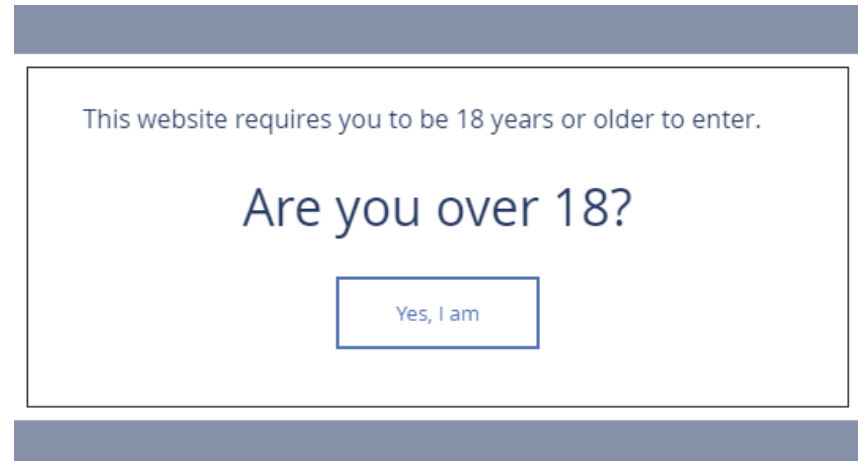 This website requires you to be 18 years or older to enter.
Are you over 18?
Yes, I am